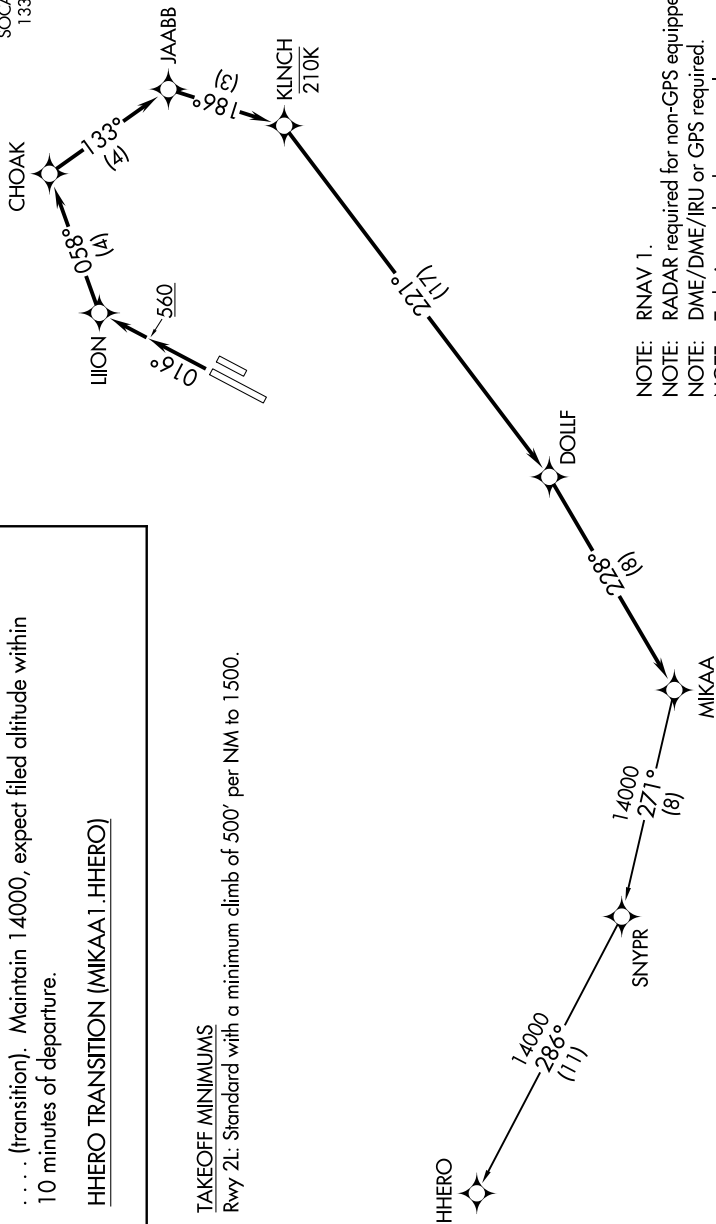 SOCA
133
JAABB
CHOAK
133°
(4)
186°
(3)
KLNCH
210K
058°
(4)
LIION
560
016°
221°
(17)
DOLLF
228°
(8)
MIKAA
14000
271°
(8)
SNYPR
14000
286°
(11)
HHERO
. . . . (transition). Maintain 14000, expect filed altitude within
10 minutes of departure.
HHERO TRANSITION (MIKAA1.HHERO)
TAKEOFF MINIMUMS
Rwy 2L: Standard with a minimum climb of 500' per NM to 1500.
NOTE: RNAV 1.
NOTE: RADAR required for non-GPS equippe
NOTE: DME/DME/IRU or GPS required.